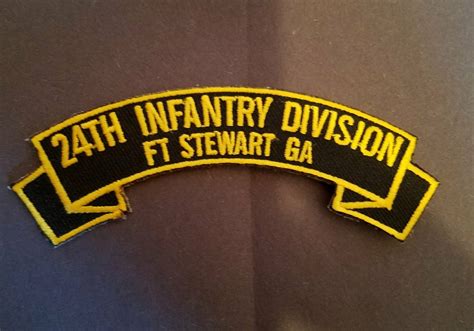 24TH INFANTRY DIVISION
FT STEWART GA